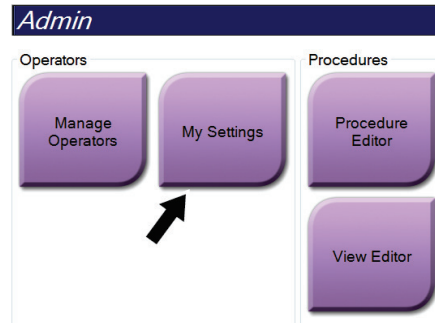 Admin
Operators
Procedures
Manage
Operators
My Settings
Procedure
Editor
View Editor